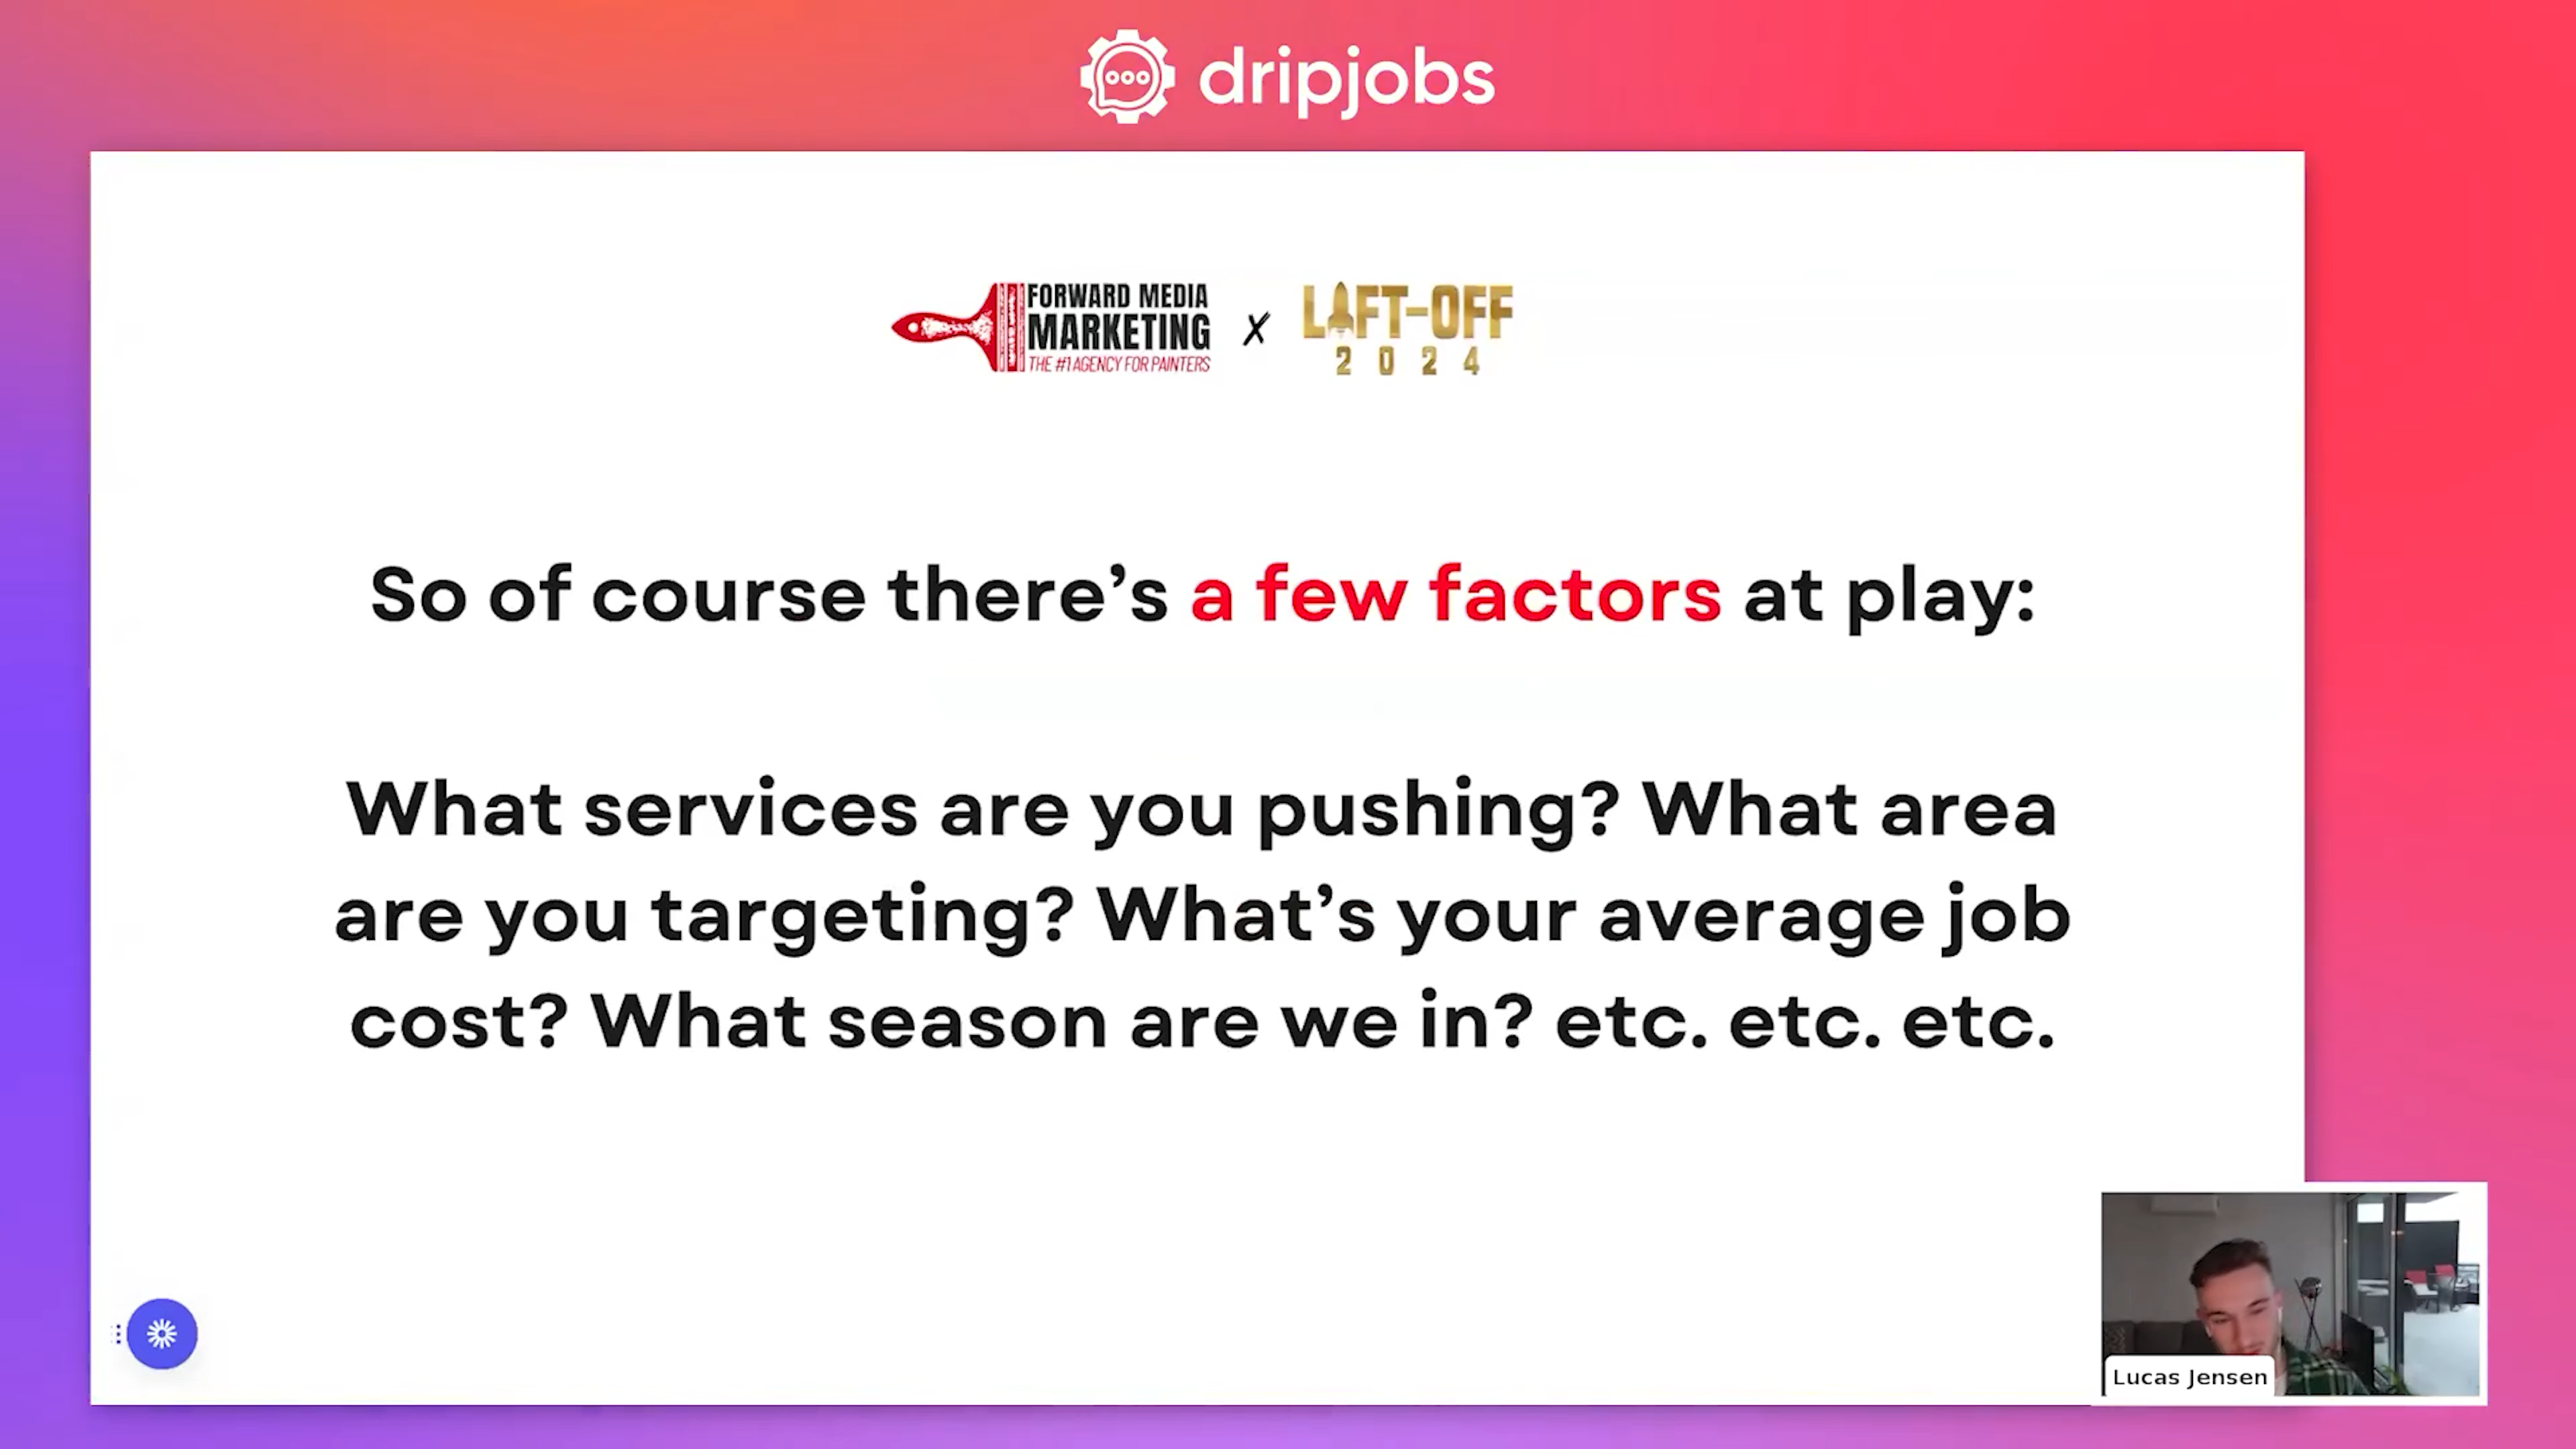 dripjobs
FORWARD MEDIA
MARKETING
THE #1 AGENCY FOR PAINTERS
X
LIFT-OFF
2024
So of course there's a few factors at play:
What services are you pushing? What area
are you targeting? What's your average job
cost? What season are we in? etc. etc. etc.
Lucas Jensen